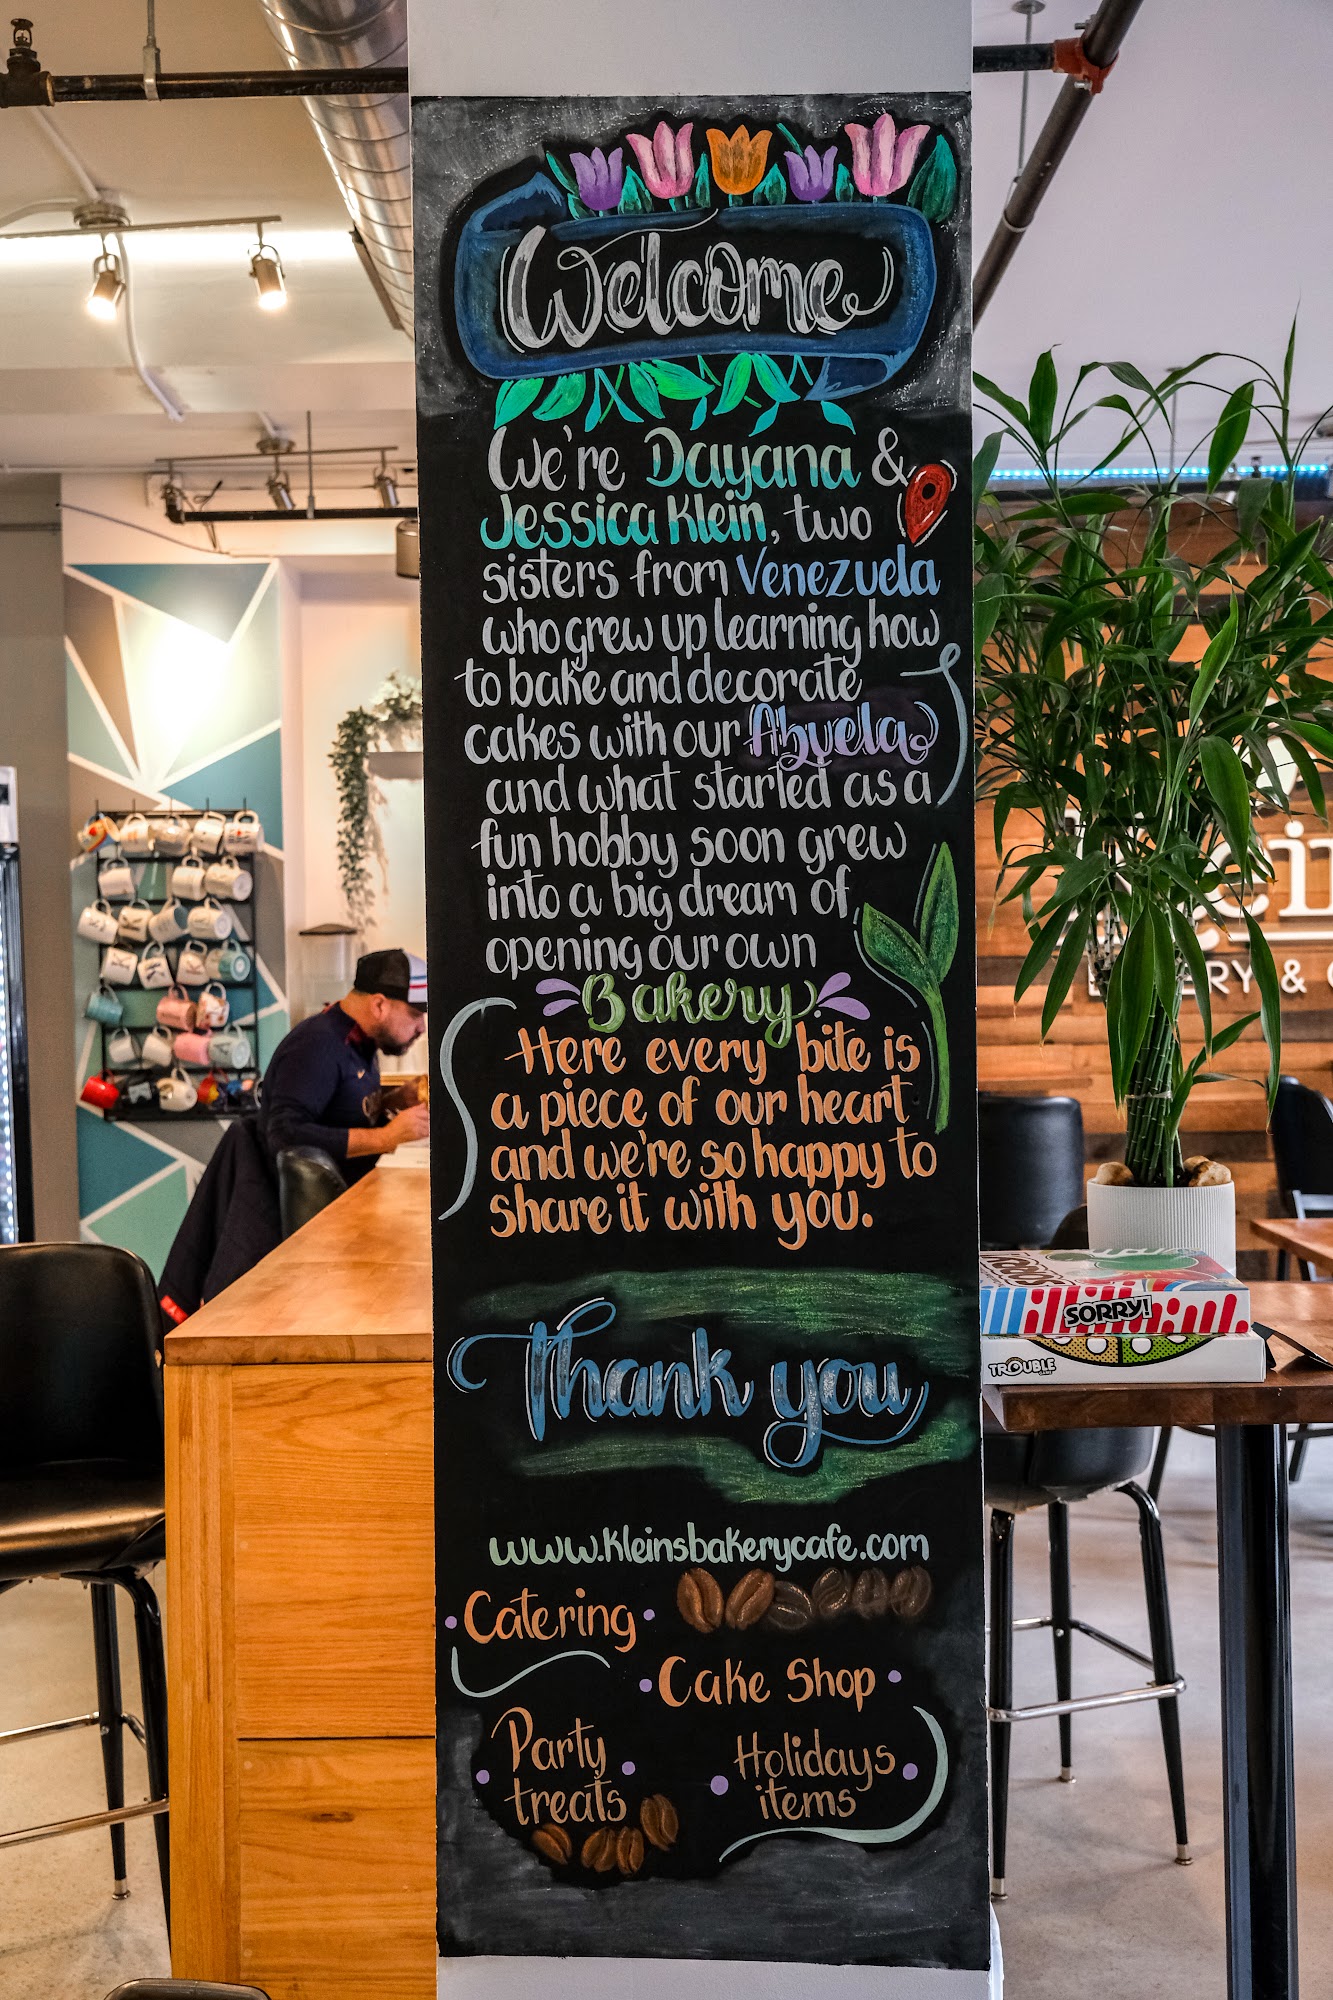 Welcome
We're Dayana &
Jessica Klein, two
sisters from Venezuela
who grew up learning how
to bake and decorate
cakes with our Abuela
and what started as a
fun hobby soon grew
into a big dream of
opening our own
Bakery.
Here every bite is
a piece of our heart
and we're so happy to
share it with you.
Thank you
www.kleinsbakerycafe.com
• Catering •
• Cake Shop •
• Party
treats •
• Holidays
items •
SORRY!
TROUBLE